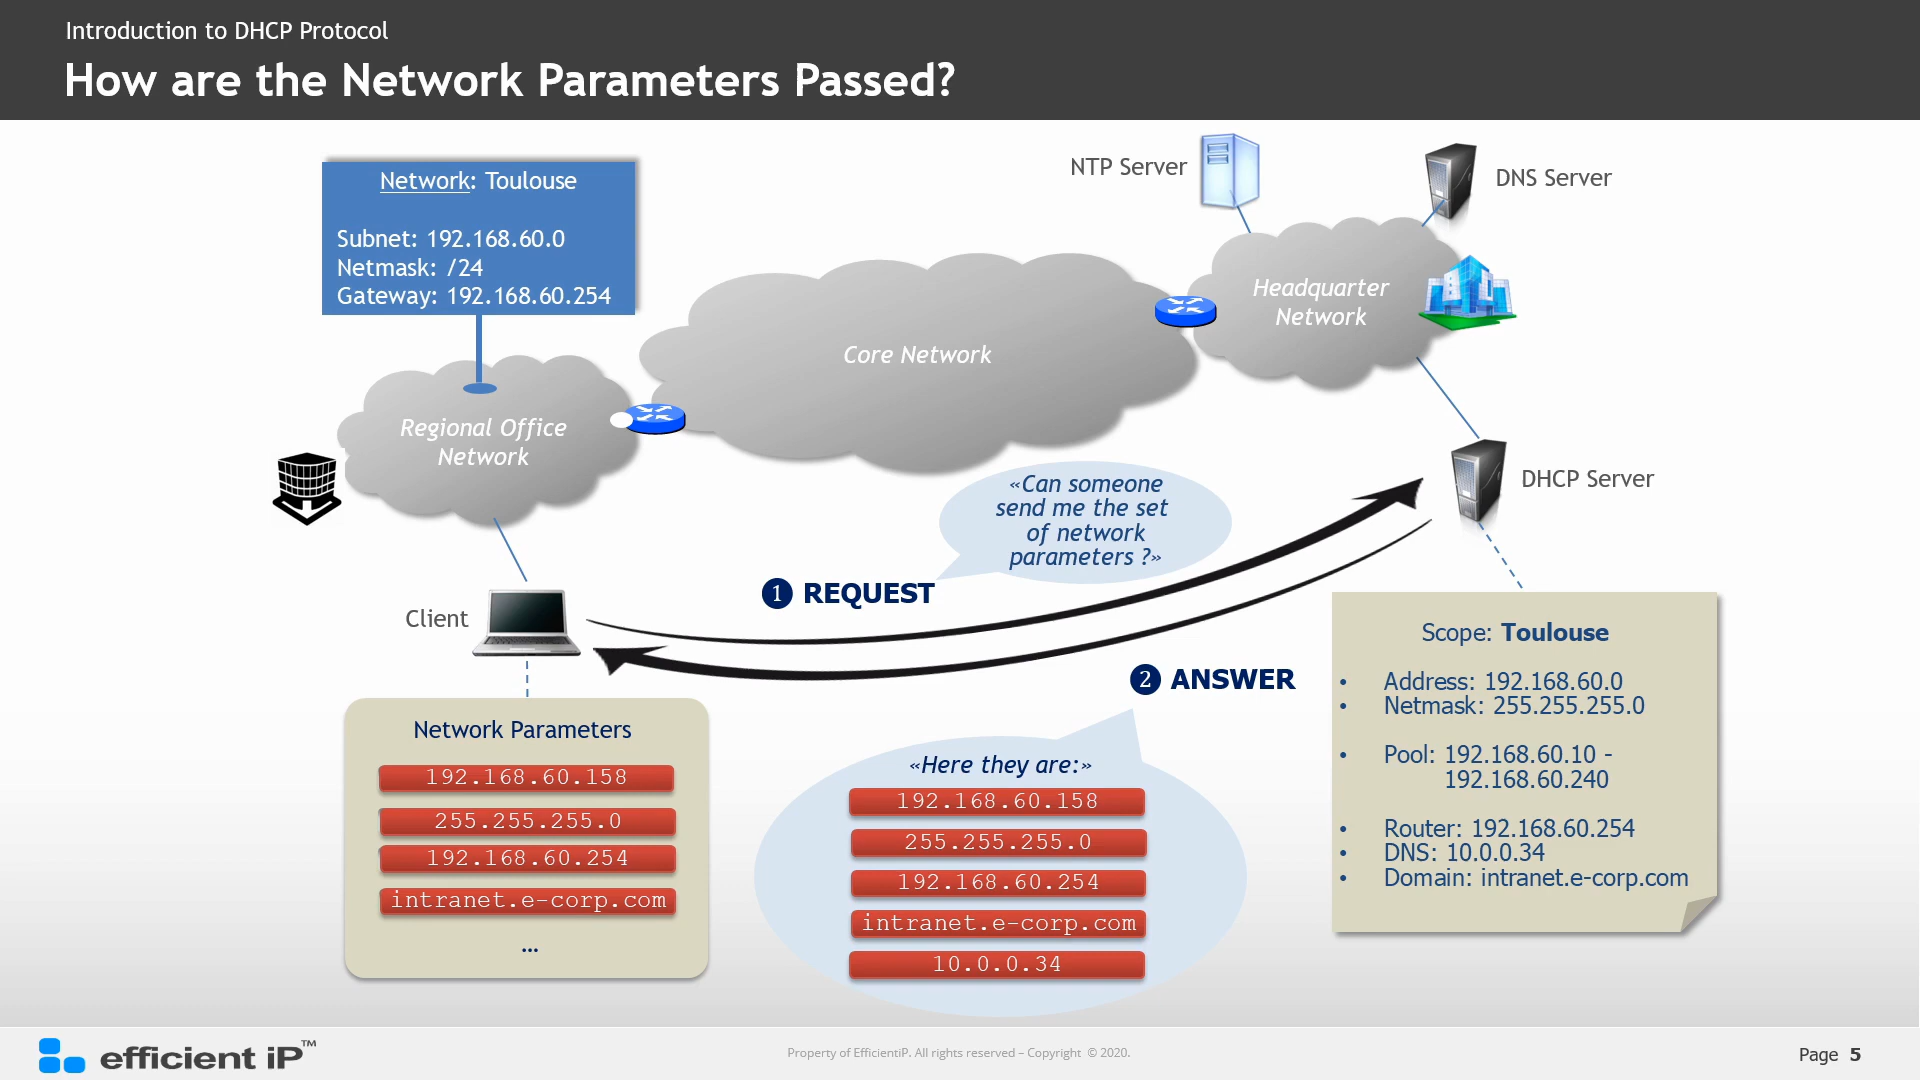 Introduction to DHCP Protocol
How are the Network Parameters Passed?
Network: Toulouse
Subnet: 192.168.60.0
Netmask: /24
Gateway: 192.168.60.254
NTP Server
DNS Server
Headquarter
Network
Core Network
Regional Office
Network
DHCP Server
«Can someone
send me the set
of network
parameters ?»
❶ REQUEST
Client
❷ ANSWER
Network Parameters
192.168.60.158
255.255.255.0
192.168.60.254
intranet.e-corp.com
...
«Here they are:»
192.168.60.158
255.255.255.0
192.168.60.254
intranet.e-corp.com
10.0.0.34
Scope: Toulouse
• Address: 192.168.60.0
• Netmask: 255.255.255.0
• Pool: 192.168.60.10 -
192.168.60.240
• Router: 192.168.60.254
• DNS: 10.0.0.34
• Domain: intranet.e-corp.com
efficient iP™
Property of EfficientiP. All rights reserved – Copyright © 2020.
Page 5